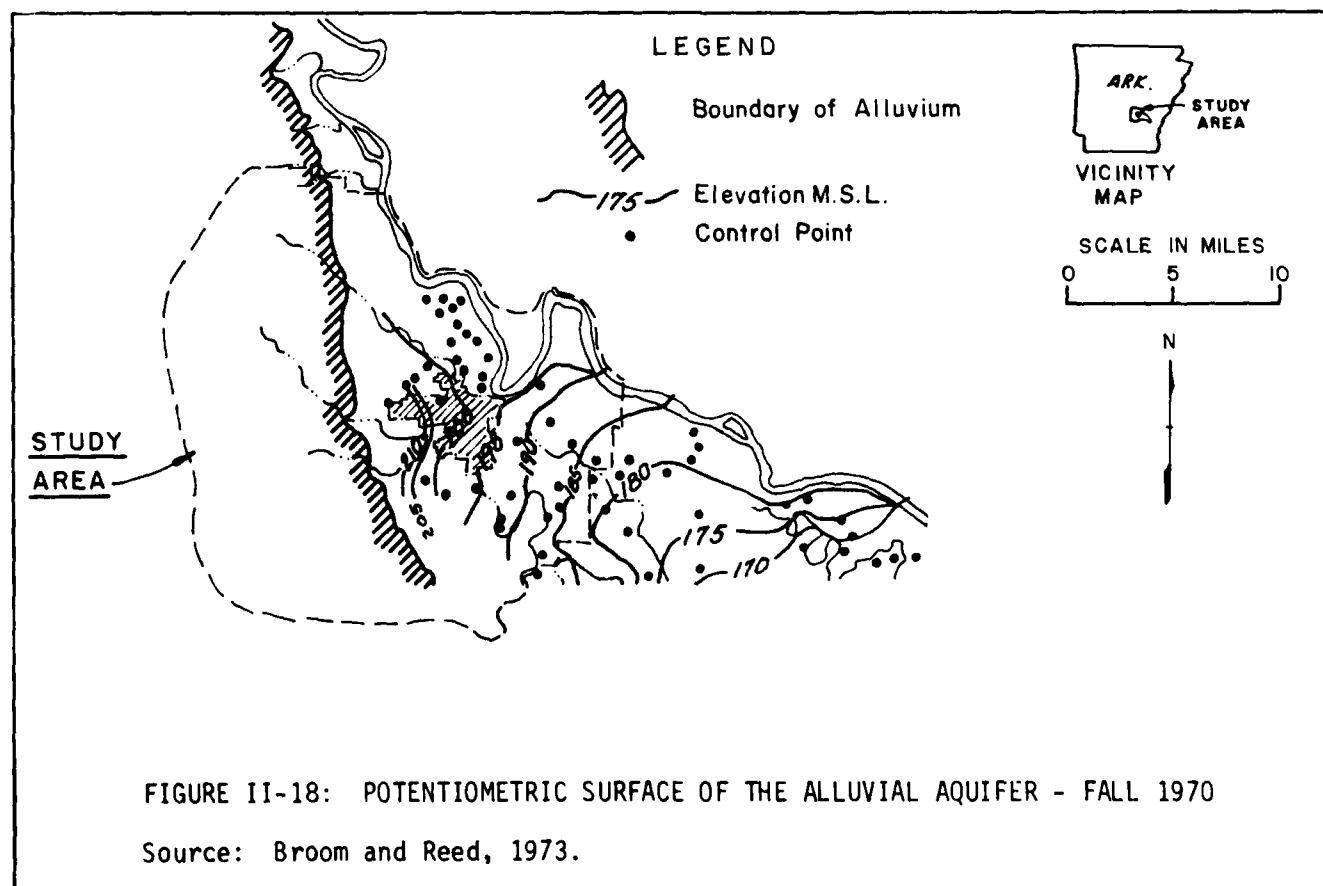 LEGEND
Boundary of Alluvium
175 Elevation M.S.L.
Control Point
ARK.
STUDY
AREA
VICINITY
MAP
SCALE IN MILES
0 5 10
N
STUDY
AREA
210
205
190
185
180
175
170
FIGURE II-18: POTENTIOMETRIC SURFACE OF THE ALLUVIAL AQUIFER - FALL 1970
Source: Broom and Reed, 1973.